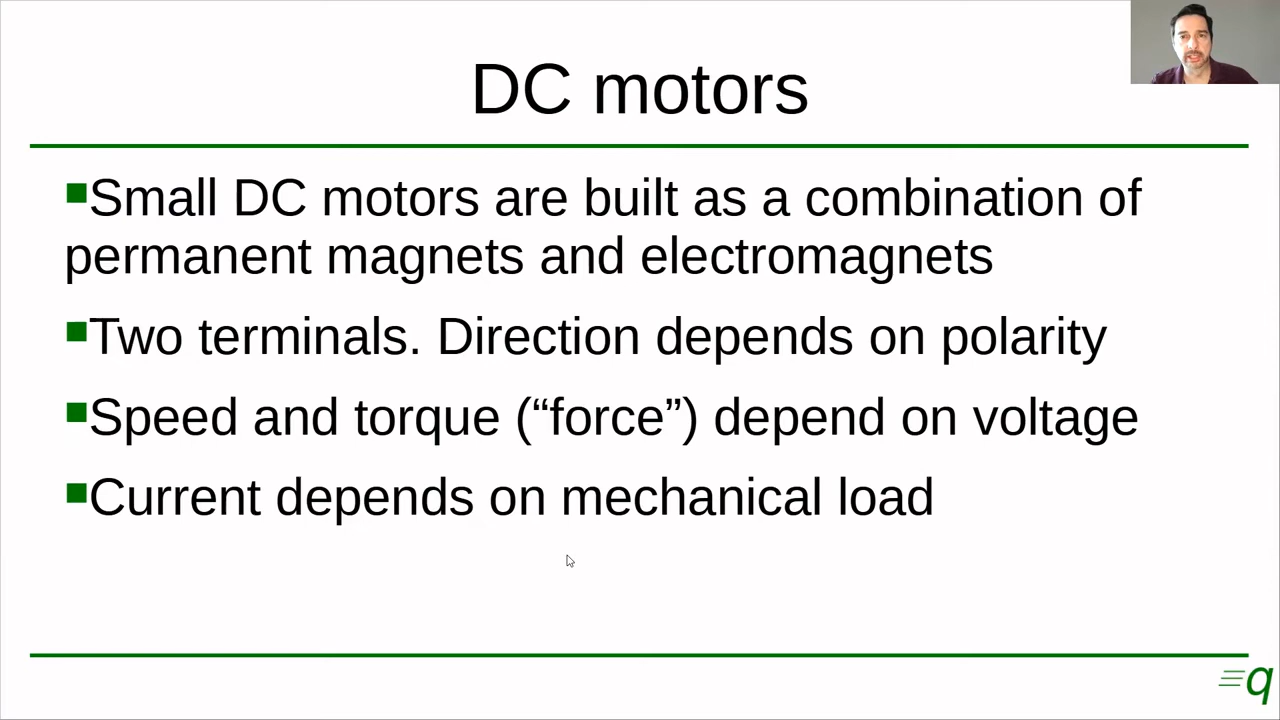 DC motors
■Small DC motors are built as a combination of
permanent magnets and electromagnets
■Two terminals. Direction depends on polarity
■Speed and torque (“force”) depend on voltage
■Current depends on mechanical load
q